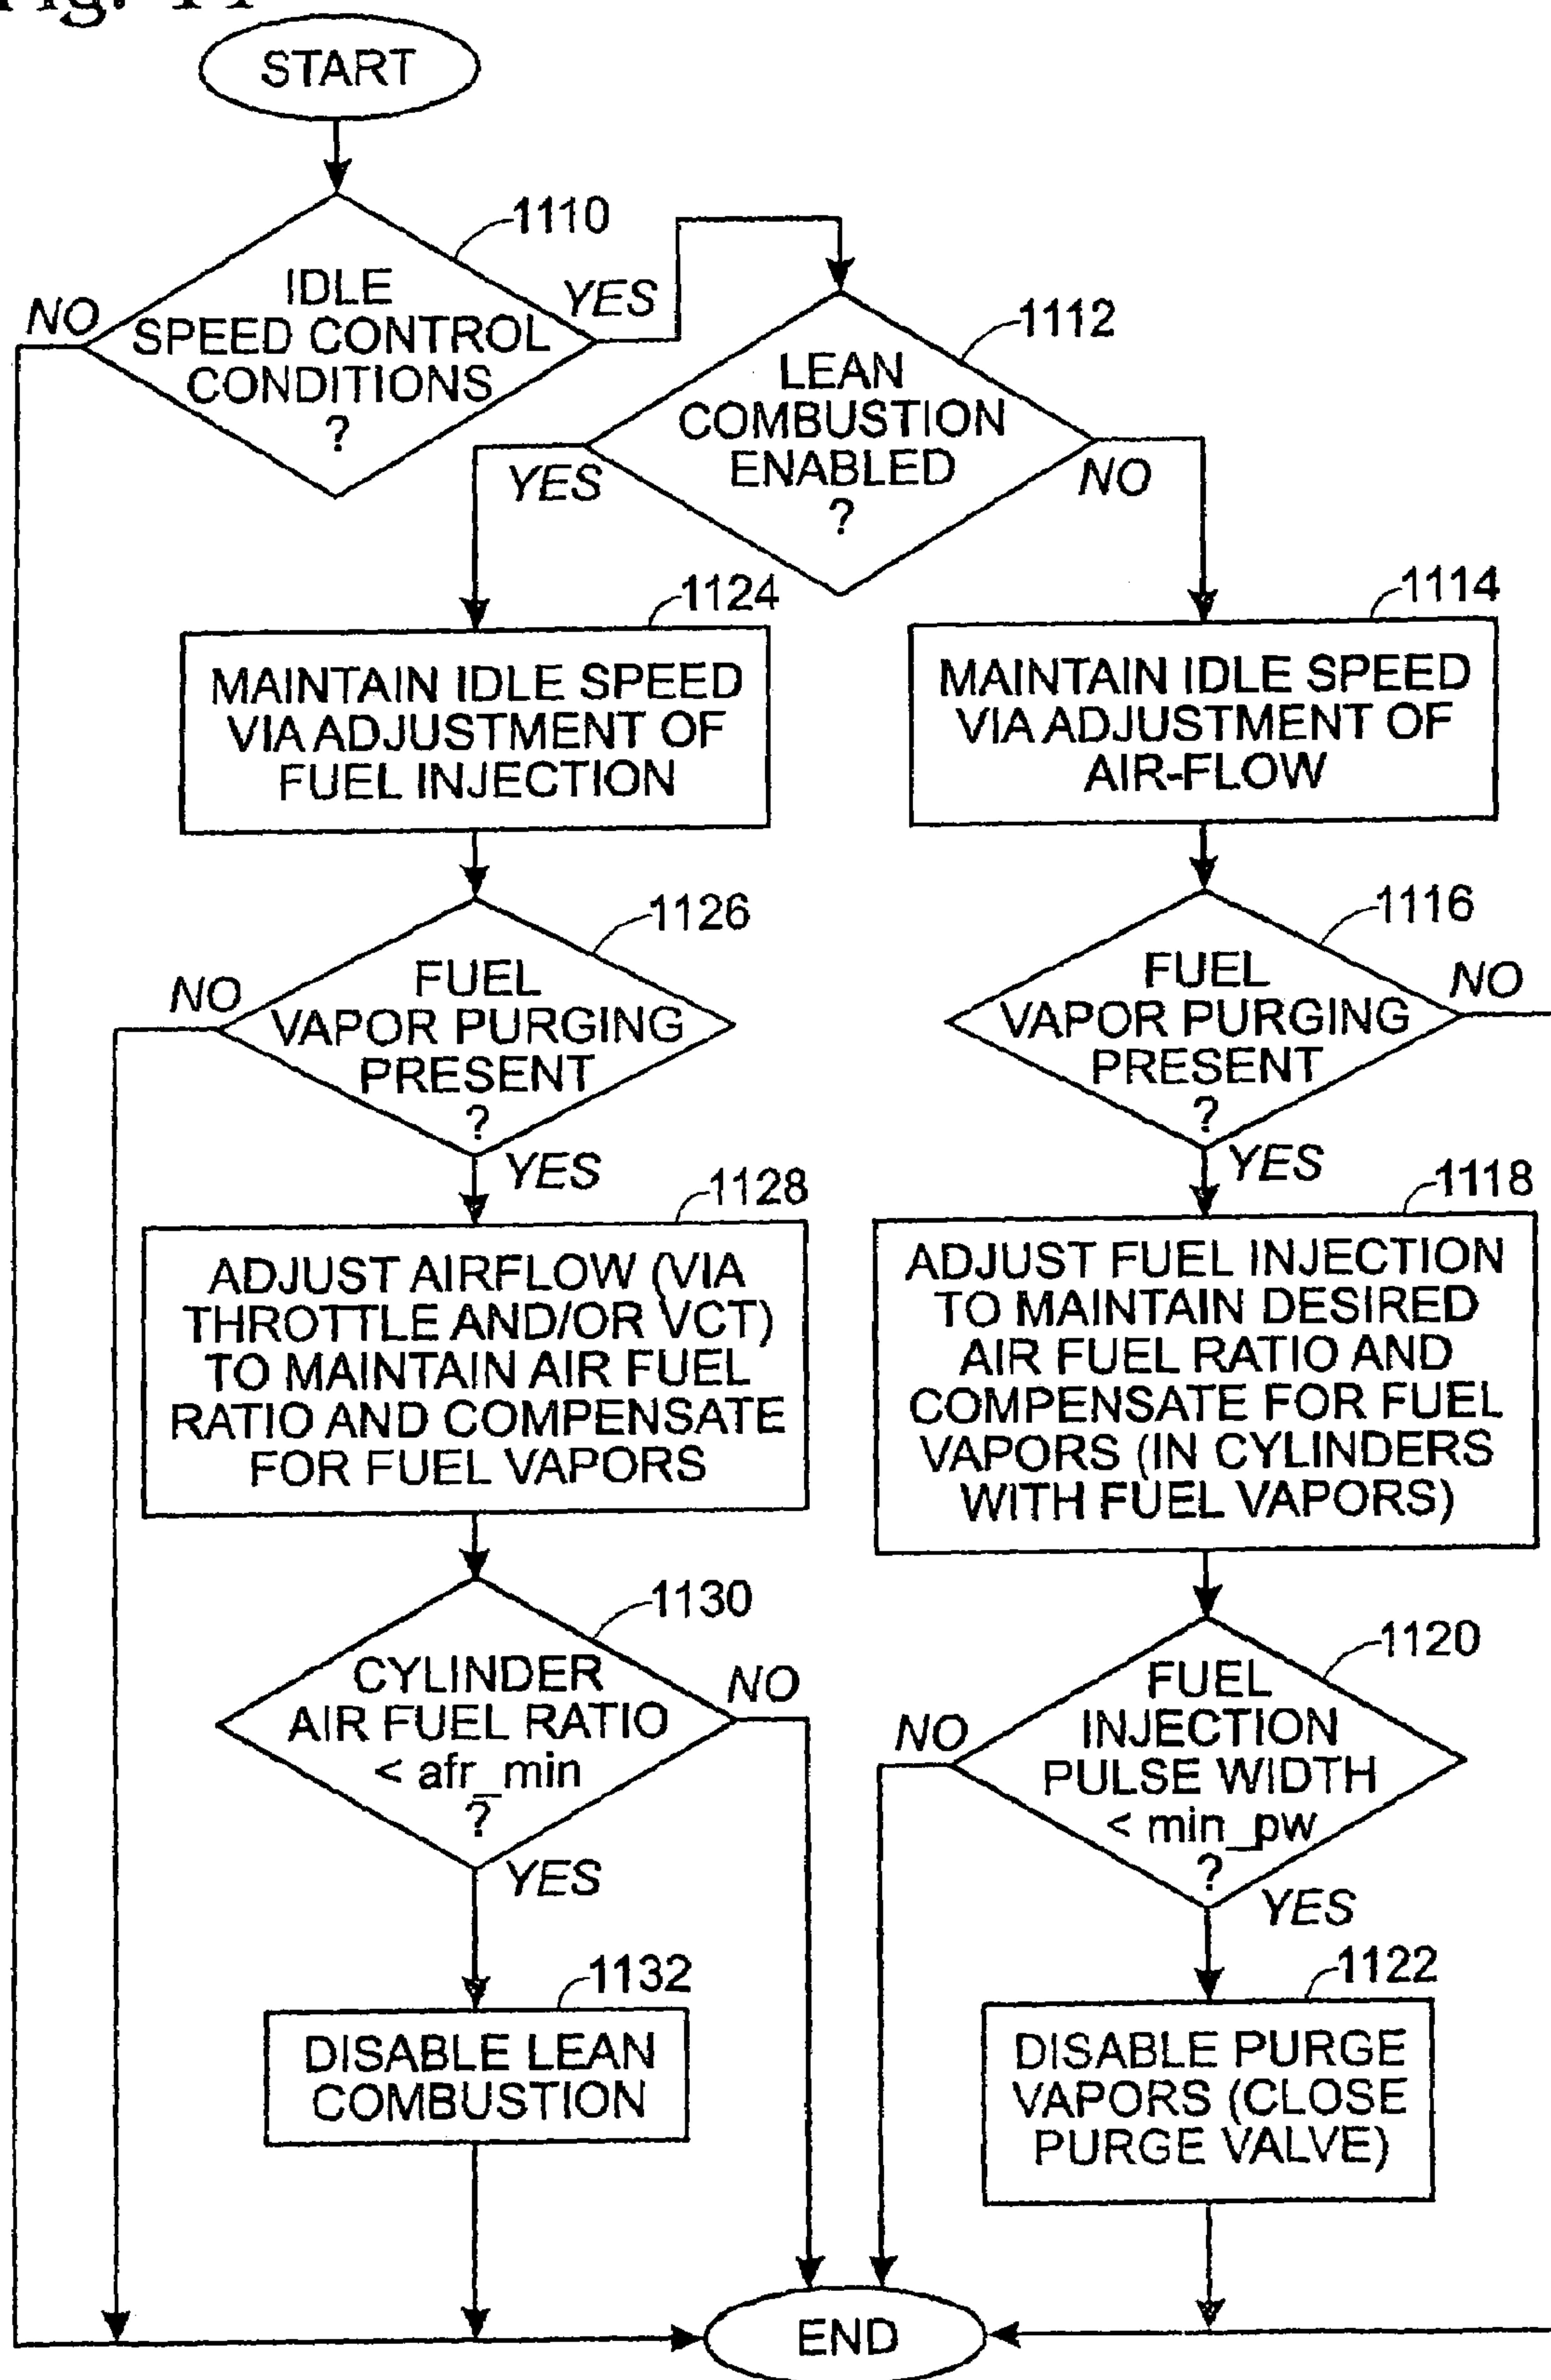 Fig. 11
START
1110
IDLE
SPEED CONTROL
CONDITIONS
?
NO
YES
1112
LEAN
COMBUSTION
ENABLED
?
YES
NO
1124
MAINTAIN IDLE SPEED
VIA ADJUSTMENT OF
FUEL INJECTION
1114
MAINTAIN IDLE SPEED
VIA ADJUSTMENT OF
AIR-FLOW
1126
FUEL
VAPOR PURGING
PRESENT
?
NO
YES
1116
FUEL
VAPOR PURGING
PRESENT
?
NO
YES
1128
ADJUST AIRFLOW (VIA
THROTTLE AND/OR VCT)
TO MAINTAIN AIR FUEL
RATIO AND COMPENSATE
FOR FUEL VAPORS
1118
ADJUST FUEL INJECTION
TO MAINTAIN DESIRED
AIR FUEL RATIO AND
COMPENSATE FOR FUEL
VAPORS (IN CYLINDERS
WITH FUEL VAPORS)
1130
CYLINDER
AIR FUEL RATIO
< afr_min
?
NO
YES
1120
FUEL
INJECTION
PULSE WIDTH
< min_pw
?
NO
YES
1132
DISABLE LEAN
COMBUSTION
1122
DISABLE PURGE
VAPORS (CLOSE
PURGE VALVE)
END